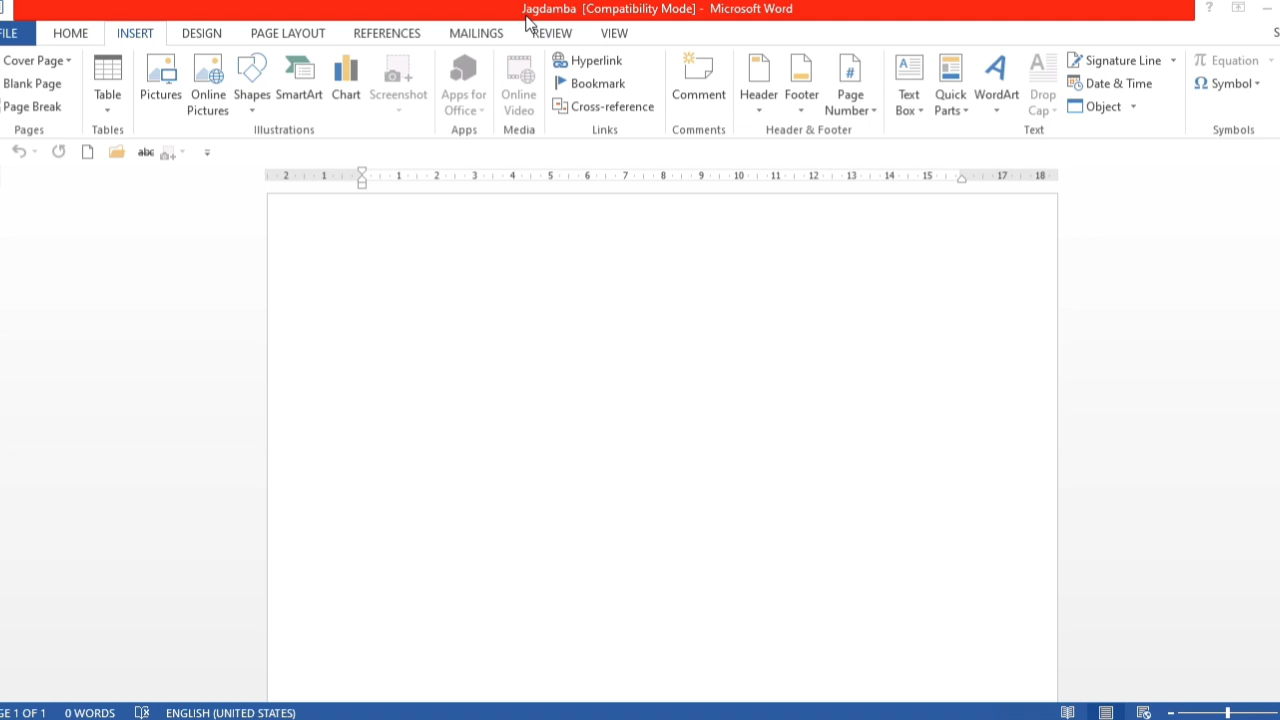 Jagdamba [Compatibility Mode] - Microsoft Word
FILE HOME INSERT DESIGN PAGE LAYOUT REFERENCES MAILINGS REVIEW VIEW S
Cover Page
Blank Page
Page Break
Pages
Table
Tables
Pictures
Online Pictures
Shapes
SmartArt
Chart
Screenshot
Illustrations
Apps for Office
Apps
Online Video
Media
Hyperlink
Bookmark
Cross-reference
Links
Comment
Comments
Header
Footer
Page Number
Header & Footer
Text Box
Quick Parts
WordArt
Drop Cap
Signature Line
Date & Time
Object
Text
π Equation
Ω Symbol
Symbols
abc
2 1 1 2 3 4 5 6 7 8 9 10 11 12 13 14 15 17 18
GE 1 OF 1 0 WORDS ENGLISH (UNITED STATES)